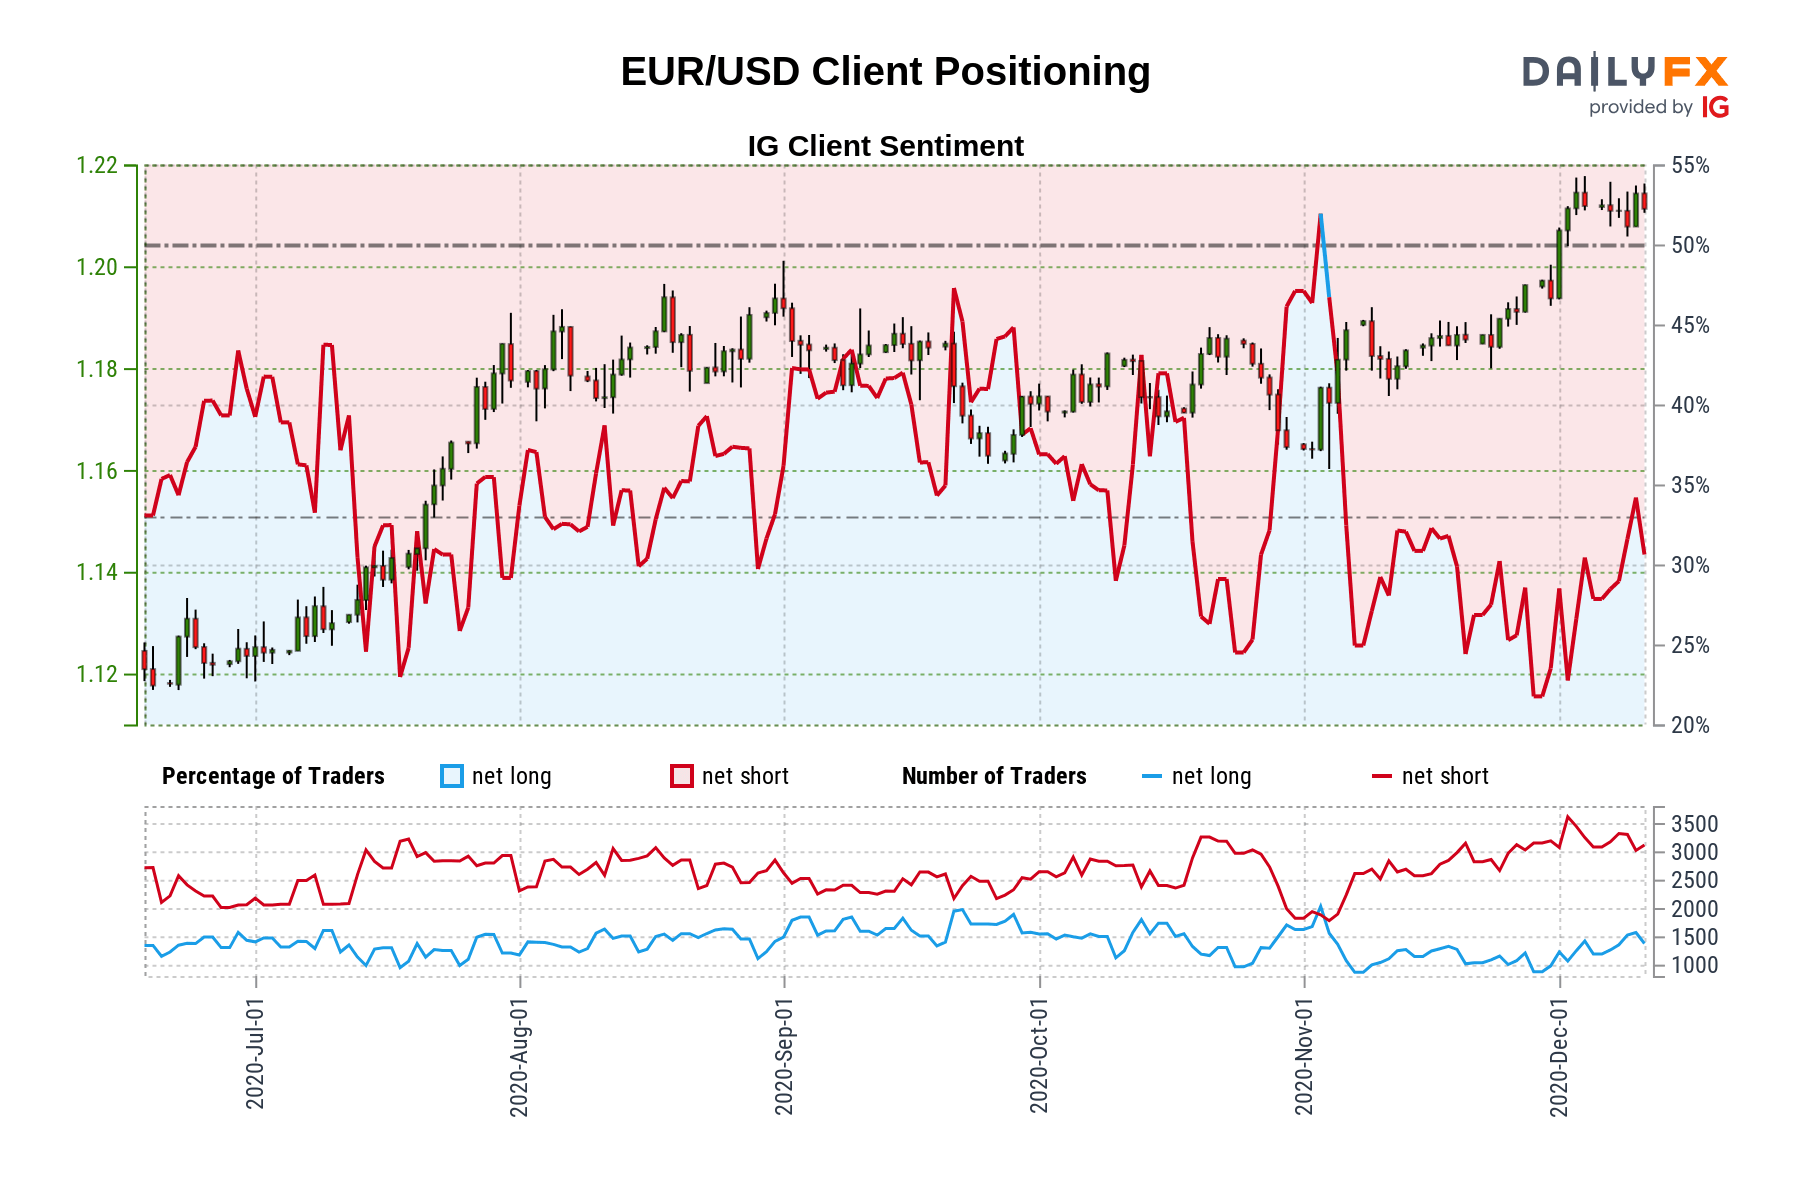 EUR/USD Client Positioning
DAILYFX
provided by IG
IG Client Sentiment
1.22
1.20
1.18
1.16
1.14
1.12
55%
50%
45%
40%
35%
30%
25%
20%
Percentage of Traders net long net short Number of Traders net long net short
3500
3000
2500
2000
1500
1000
2020-Jul-01
2020-Aug-01
2020-Sep-01
2020-Oct-01
2020-Nov-01
2020-Dec-01